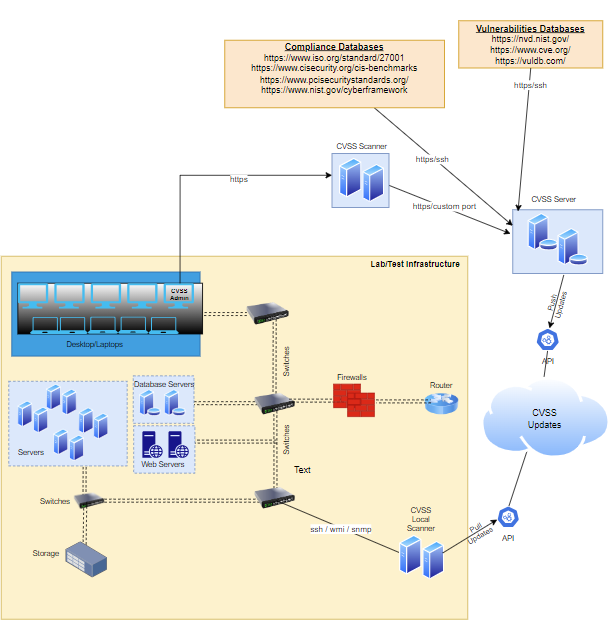 Vulnerabilities Databases
https://nvd.nist.gov/
https://www.cve.org/
https://vuldb.com/
Compliance Databases
https://www.iso.org/standard/27001
https://www.cisecurity.org/cis-benchmarks
https://www.pcisecuritystandards.org/
https://www.nist.gov/cyberframework
https/ssh
CVSS Scanner
https/ssh
https
CVSS Server
https/custom port
Lab/Test Infrastructure
CVSS
Admin
Push
Updates
Desktop/Laptops
Switches
API
Firewalls
Database Servers
Router
CVSS
Updates
Switches
Servers
Web Servers
Text
Switches
CVSS
Local
Scanner
ssh / wmi / snmp
Pull
Updates
API
Storage